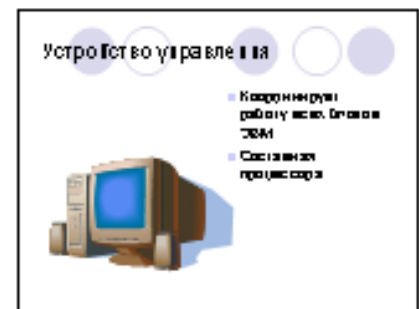 Устройство управления
Координирует
работу всех блоков
ЭВМ
Составная
процессора